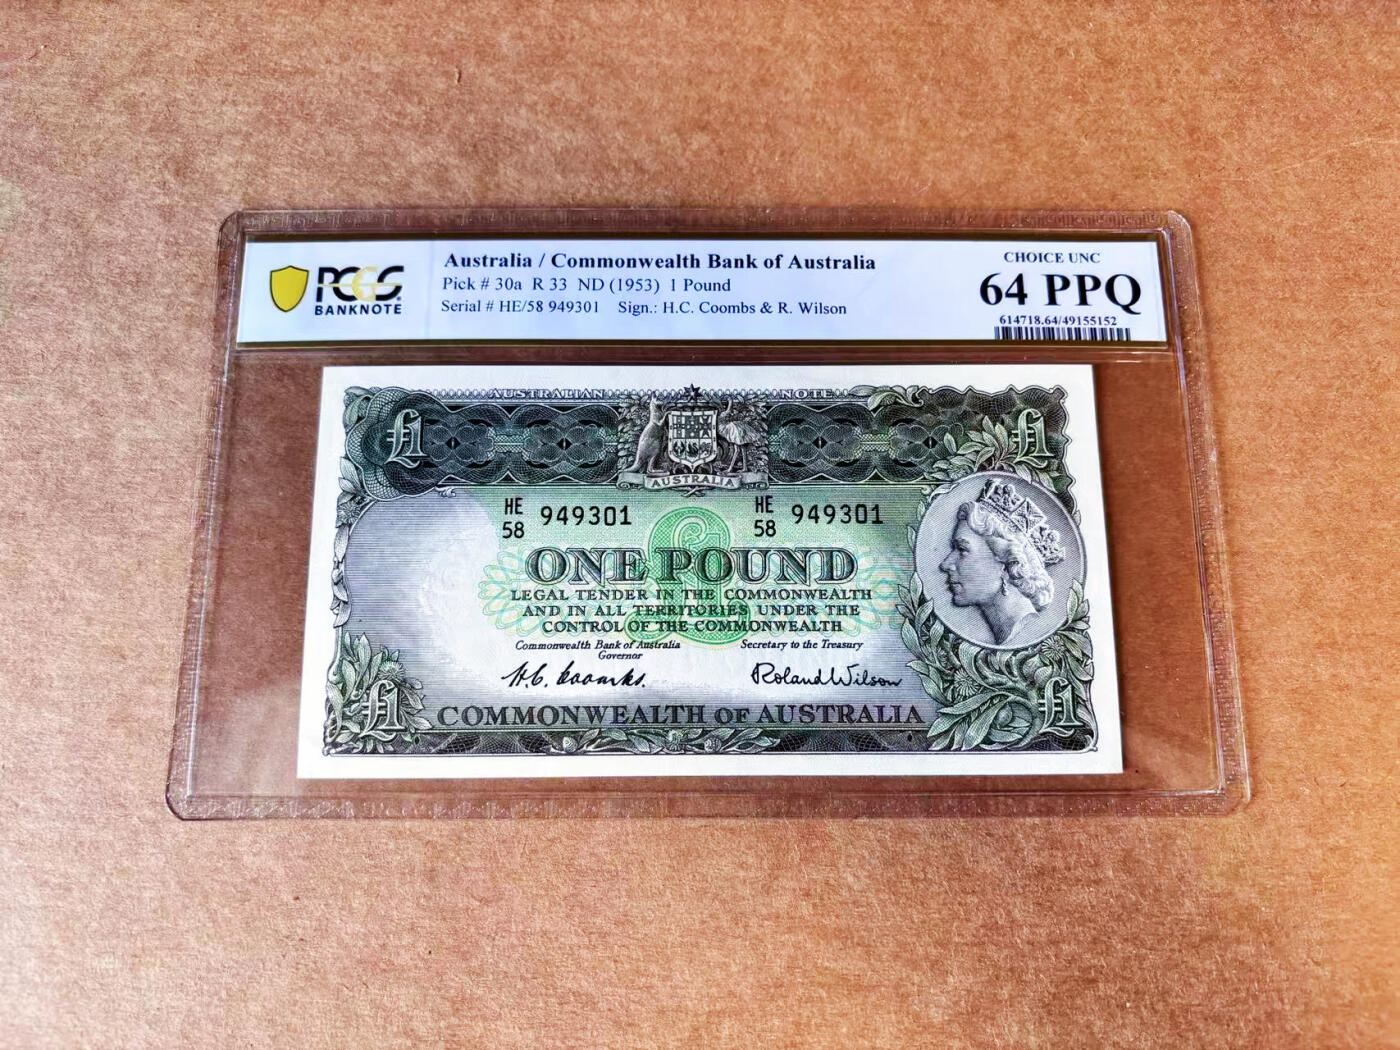 PCGS
BANKNOTE
Australia / Commonwealth Bank of Australia
Pick # 30a R 33 ND (1953) 1 Pound
Serial # HE/58 949301 Sign.: H.C. Coombs & R. Wilson
CHOICE UNC
64 PPQ
614718.64/49155152
AUSTRALIAN NOTE
£1 £1
AUSTRALIA
HE 58 949301 HE 58 949301
£
ONE POUND
LEGAL TENDER IN THE COMMONWEALTH
AND IN ALL TERRITORIES UNDER THE
CONTROL OF THE COMMONWEALTH
Commonwealth Bank of Australia Secretary to the Treasury
Governor
H.C. Coombs. Roland Wilson
£1 COMMONWEALTH OF AUSTRALIA £1